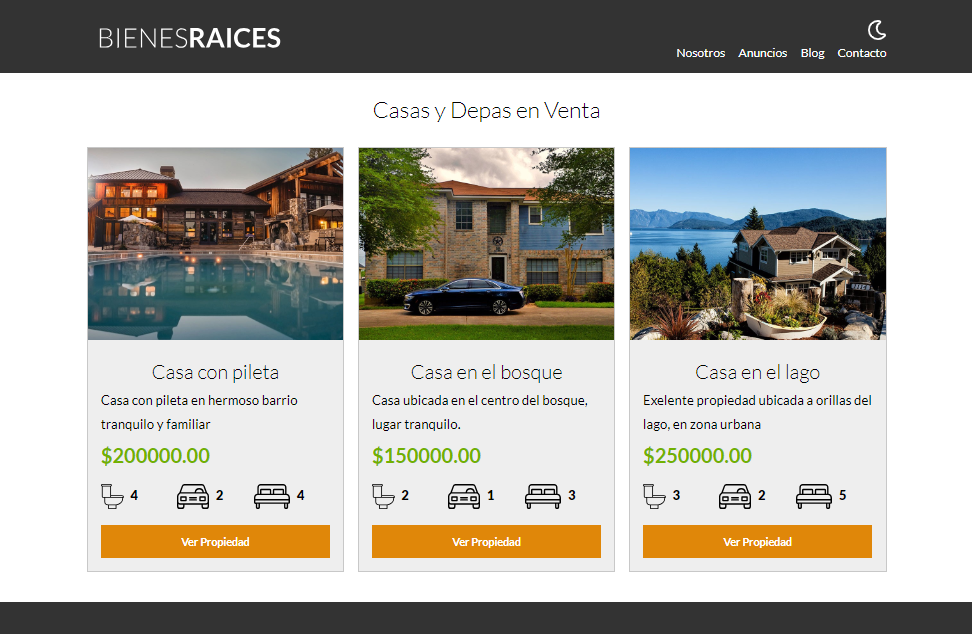 BIENESRAICES
Nosotros Anuncios Blog Contacto
Casas y Depas en Venta
Casa con pileta
Casa con pileta en hermoso barrio
tranquilo y familiar
$200000.00
4 2 4
Ver Propiedad
Casa en el bosque
Casa ubicada en el centro del bosque,
lugar tranquilo.
$150000.00
2 1 3
Ver Propiedad
Casa en el lago
Exelente propiedad ubicada a orillas del
lago, en zona urbana
$250000.00
3 2 5
Ver Propiedad